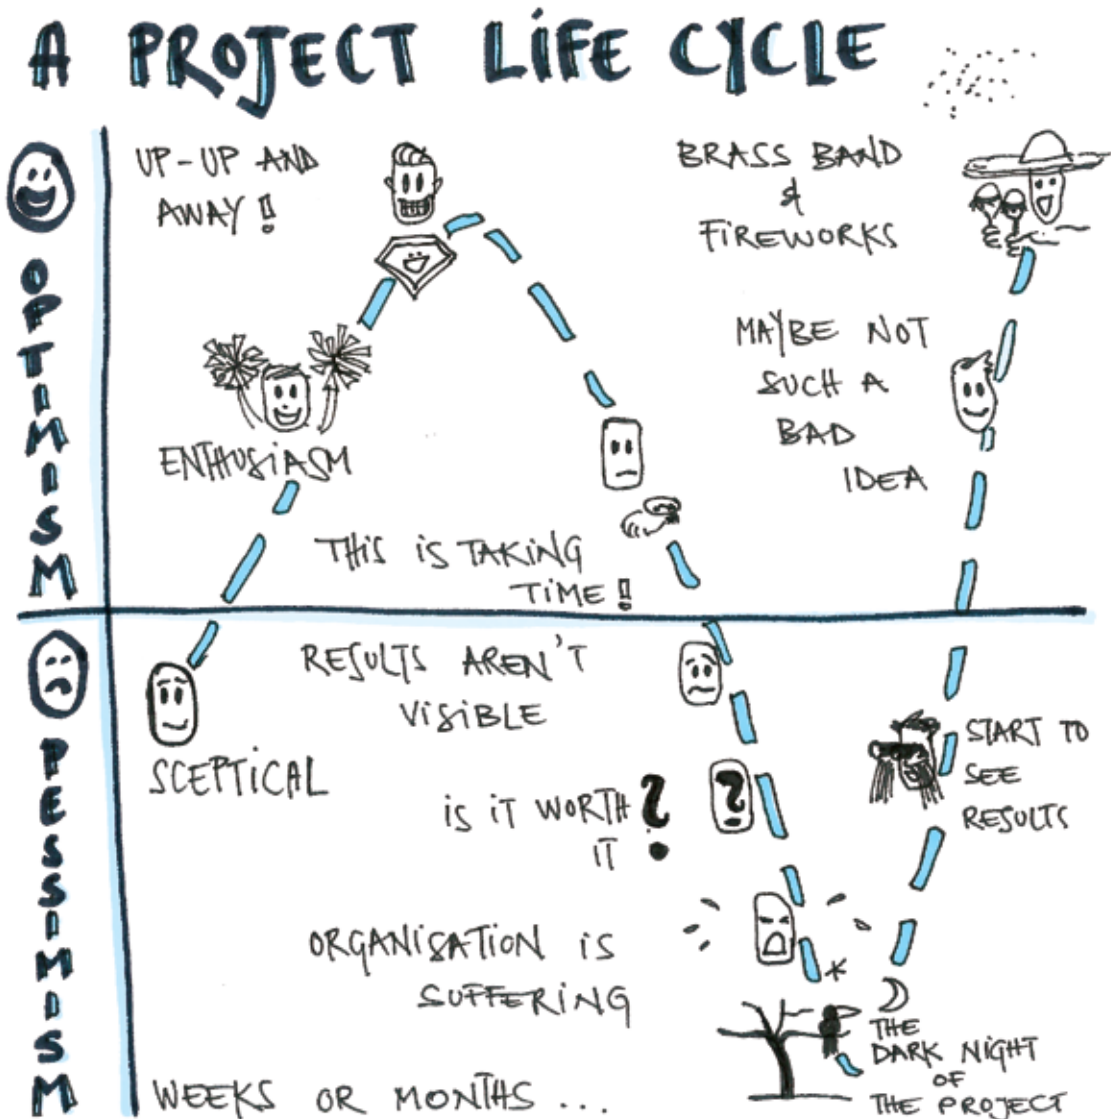 A PROJECT LiFE CYCLE
OPTIMISM
UP-UP AND
AWAY!
ENTHUSiASM
THiS iS TAKING
TiME!
BRASS BAND
&
FiREWORKS
MAYBE NOT
SUCH A
BAD
IDEA
PESSIMISM
SCEPTICAL
RESULTS AREN'T
ViSiBLE
iS iT WORTH
iT ?
?
ORGANiSATiON iS
SUFFERiNG
START TO
SEE
RESULTS
THE
DARK NiGHT
OF
THE PROJECT
WEEKS OR MONTHS ...